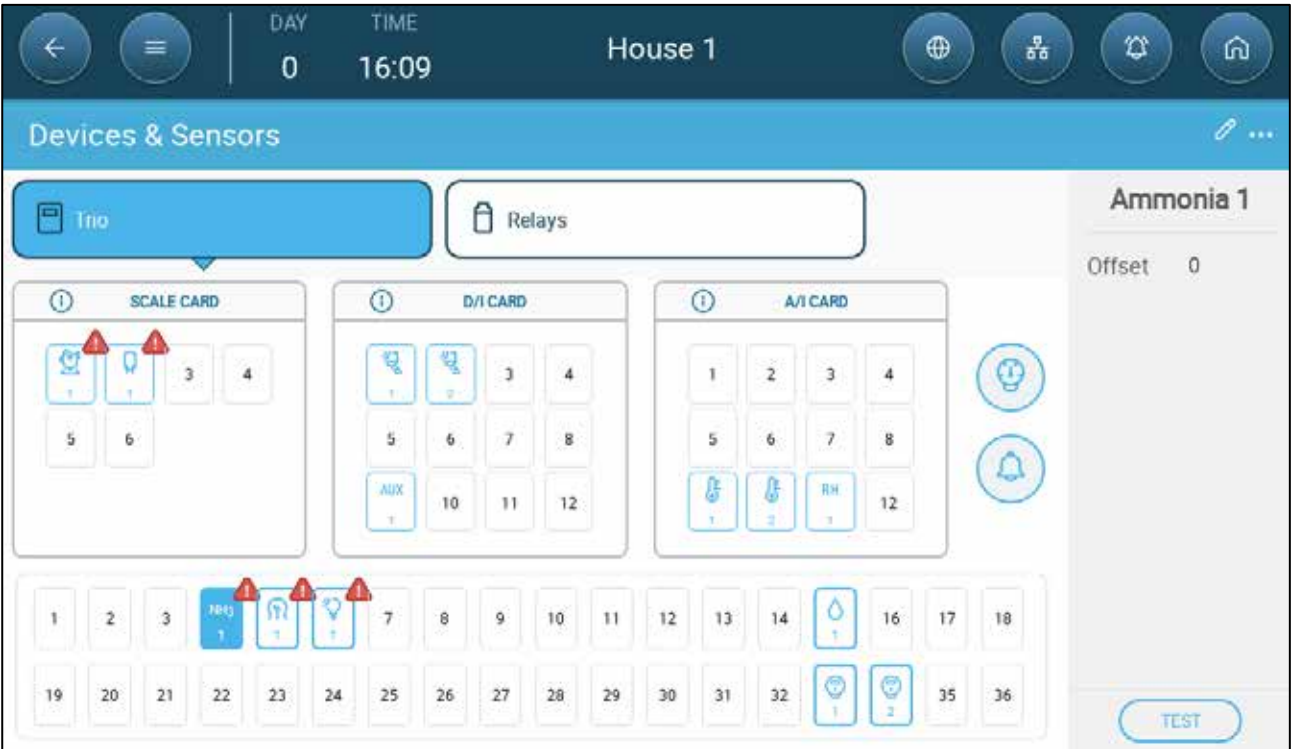 DAY TIME
0 16:09 House 1
Devices & Sensors
Trio Relays
Ammonia 1
Offset 0
SCALE CARD D/I CARD A/I CARD
1 1 3 4
5 6
1 2 3 4
5 6 7 8
AUX 1 10 11 12
1 2 3 4
5 6 7 8
1 2 RH 1 12
1 2 3 NH3 1 1 1 7 8 9 10 11 12 13 14 1 16 17 18
19 20 21 22 23 24 25 26 27 28 29 30 31 32 1 2 35 36
TEST